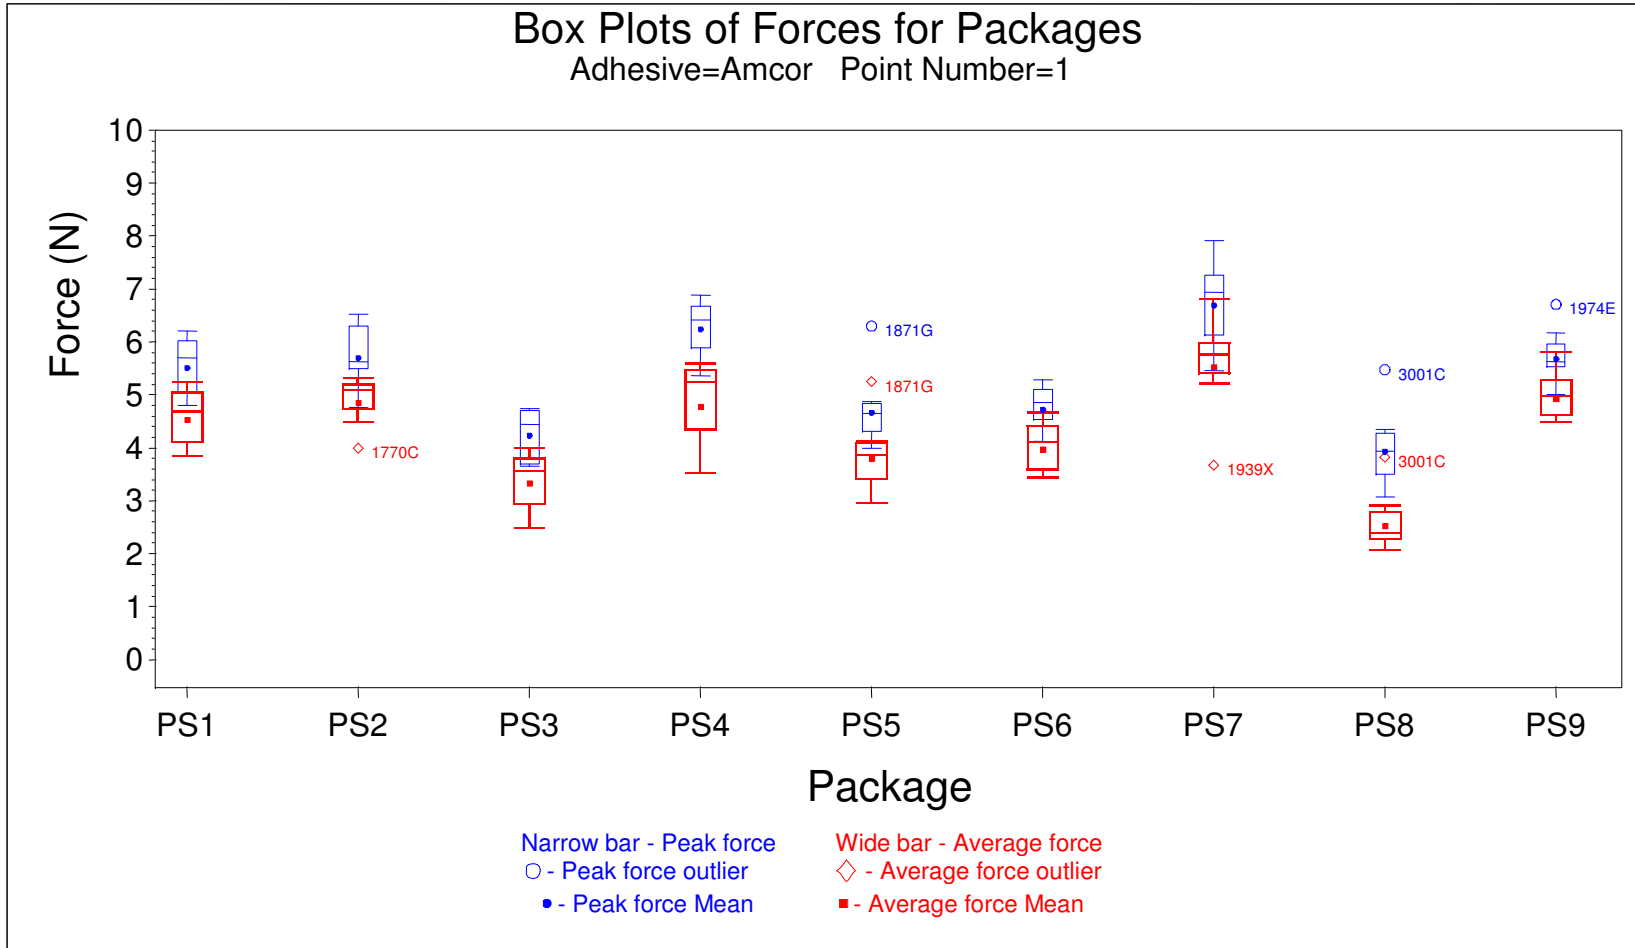 Box Plots of Forces for Packages
Adhesive=Amcor Point Number=1
Force (N)
10
9
8
7
6
5
4
3
2
1
0
1770C
1871G
1871G
1939X
3001C
3001C
1974E
PS1 PS2 PS3 PS4 PS5 PS6 PS7 PS8 PS9
Package
Narrow bar - Peak force Wide bar - Average force
- Peak force outlier - Average force outlier
- Peak force Mean - Average force Mean